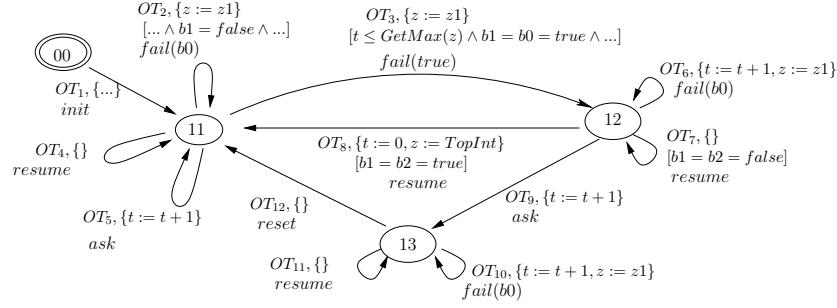 OT2, {z := z1}
[... ∧ b1 = false ∧ ...]
fail(b0)
OT3, {z := z1}
[t ≤ GetMax(z) ∧ b1 = b0 = true ∧ ...]
fail(true)
00
OT1, {...}
init
OT6, {t := t + 1, z := z1}
fail(b0)
11
12
OT4, {}
resume
OT8, {t := 0, z := TopInt}
[b1 = b2 = true]
resume
OT7, {}
[b1 = b2 = false]
resume
OT5, {t := t + 1}
ask
OT12, {}
reset
OT9, {t := t + 1}
ask
13
OT11, {}
resume
OT10, {t := t + 1, z := z1}
fail(b0)